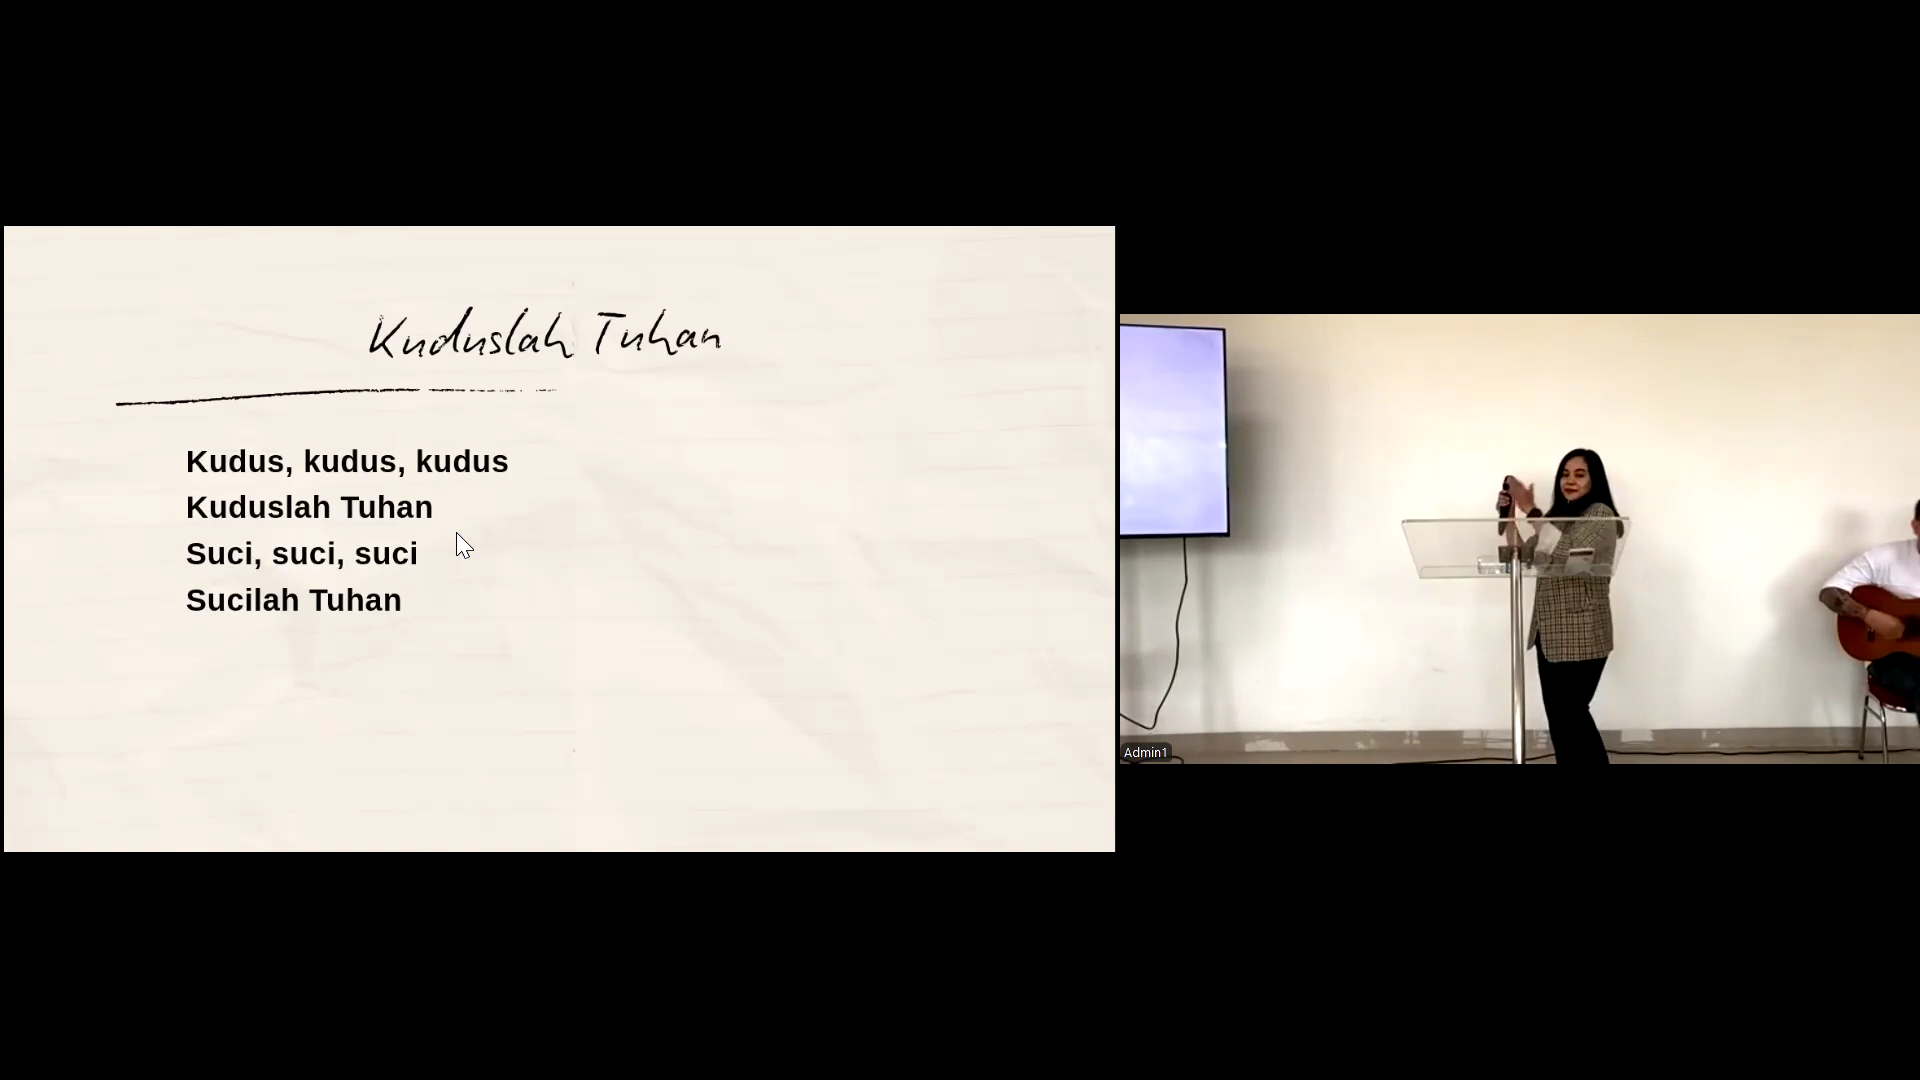 Kuduslah Tuhan
Kudus, kudus, kudus
Kuduslah Tuhan
Suci, suci, suci
Sucilah Tuhan
Admin1